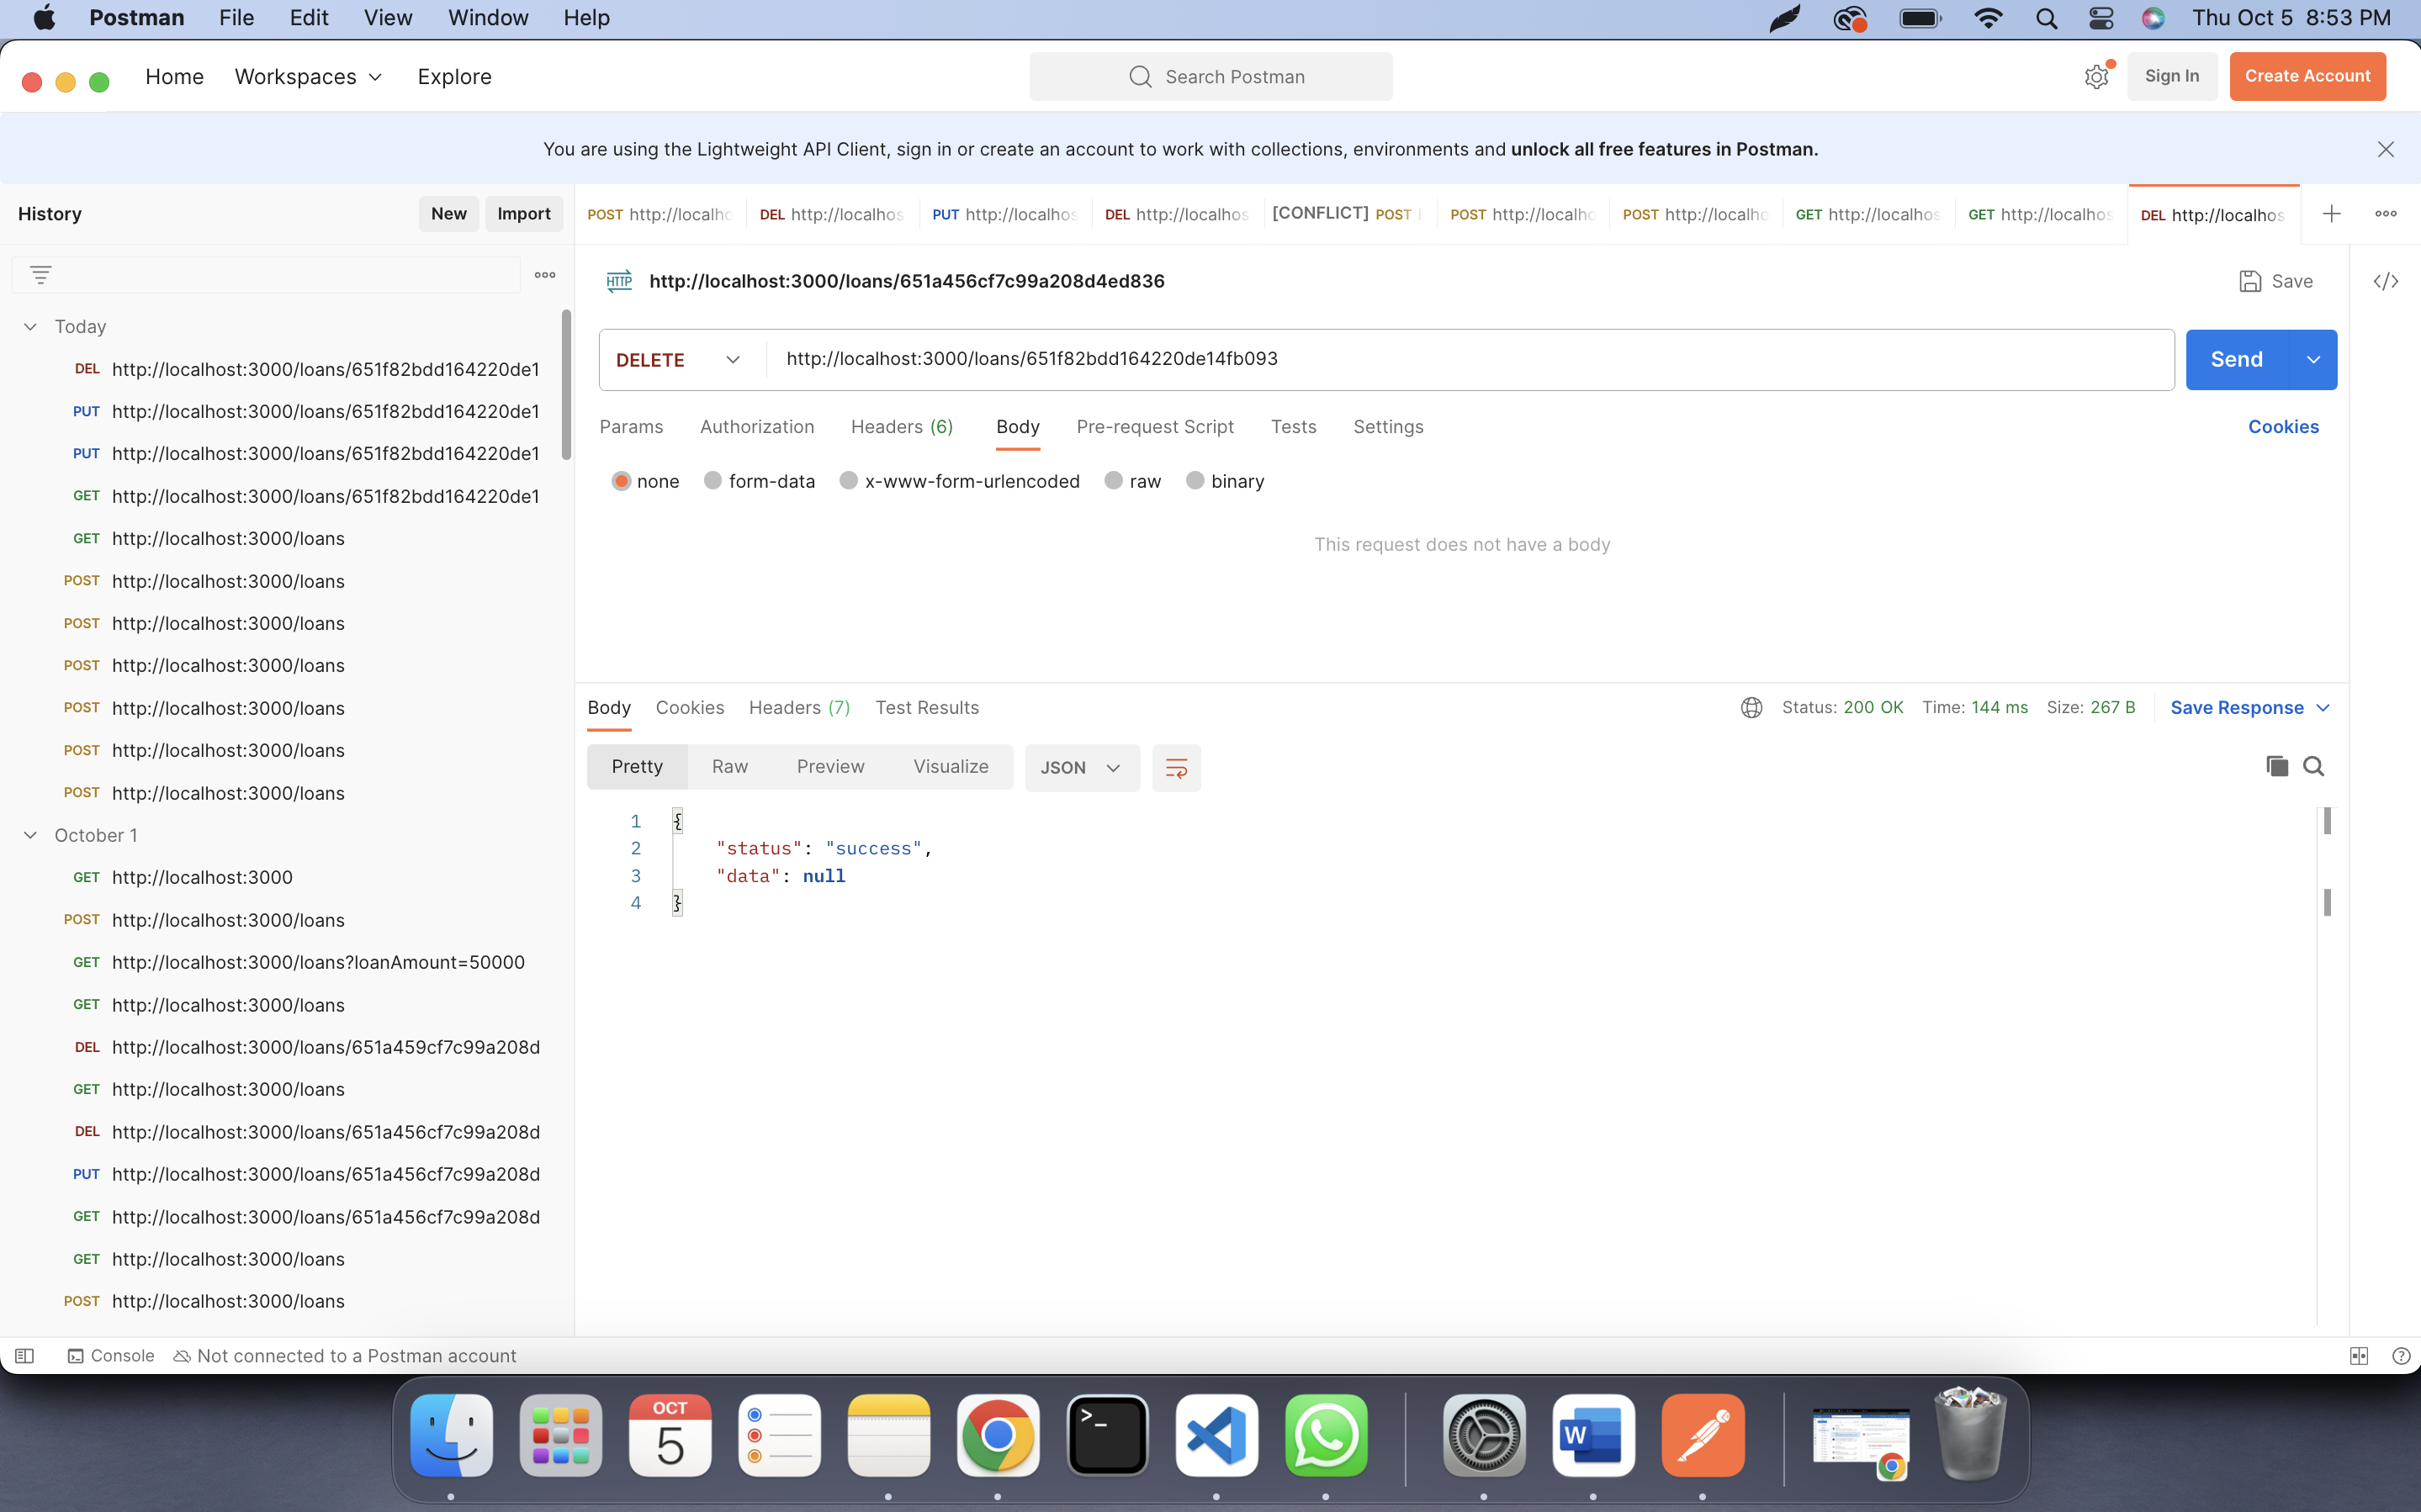 Postman File Edit View Window Help Thu Oct 5 8:53 PM
Home Workspaces Explore Search Postman Sign In Create Account
You are using the Lightweight API Client, sign in or create an account to work with collections, environments and unlock all free features in Postman.
History New Import
POST http://localho DEL http://localhos PUT http://localhos DEL http://localhos [CONFLICT] POST POST http://localho POST http://localho GET http://localhos GET http://localhos DEL http://localhos
Today
DEL http://localhost:3000/loans/651f82bdd164220de1
PUT http://localhost:3000/loans/651f82bdd164220de1
PUT http://localhost:3000/loans/651f82bdd164220de1
GET http://localhost:3000/loans/651f82bdd164220de1
GET http://localhost:3000/loans
POST http://localhost:3000/loans
POST http://localhost:3000/loans
POST http://localhost:3000/loans
POST http://localhost:3000/loans
POST http://localhost:3000/loans
POST http://localhost:3000/loans
October 1
GET http://localhost:3000
POST http://localhost:3000/loans
GET http://localhost:3000/loans?loanAmount=50000
GET http://localhost:3000/loans
DEL http://localhost:3000/loans/651a459cf7c99a208d
GET http://localhost:3000/loans
DEL http://localhost:3000/loans/651a456cf7c99a208d
PUT http://localhost:3000/loans/651a456cf7c99a208d
GET http://localhost:3000/loans/651a456cf7c99a208d
GET http://localhost:3000/loans
POST http://localhost:3000/loans
HTTP http://localhost:3000/loans/651a456cf7c99a208d4ed836 Save </>
DELETE http://localhost:3000/loans/651f82bdd164220de14fb093 Send
Params Authorization Headers (6) Body Pre-request Script Tests Settings Cookies
none form-data x-www-form-urlencoded raw binary
This request does not have a body
Body Cookies Headers (7) Test Results Status: 200 OK Time: 144 ms Size: 267 B Save Response
Pretty Raw Preview Visualize JSON
1 {
2 "status": "success",
3 "data": null
4 }
Console Not connected to a Postman account
OCT
5
>_
W